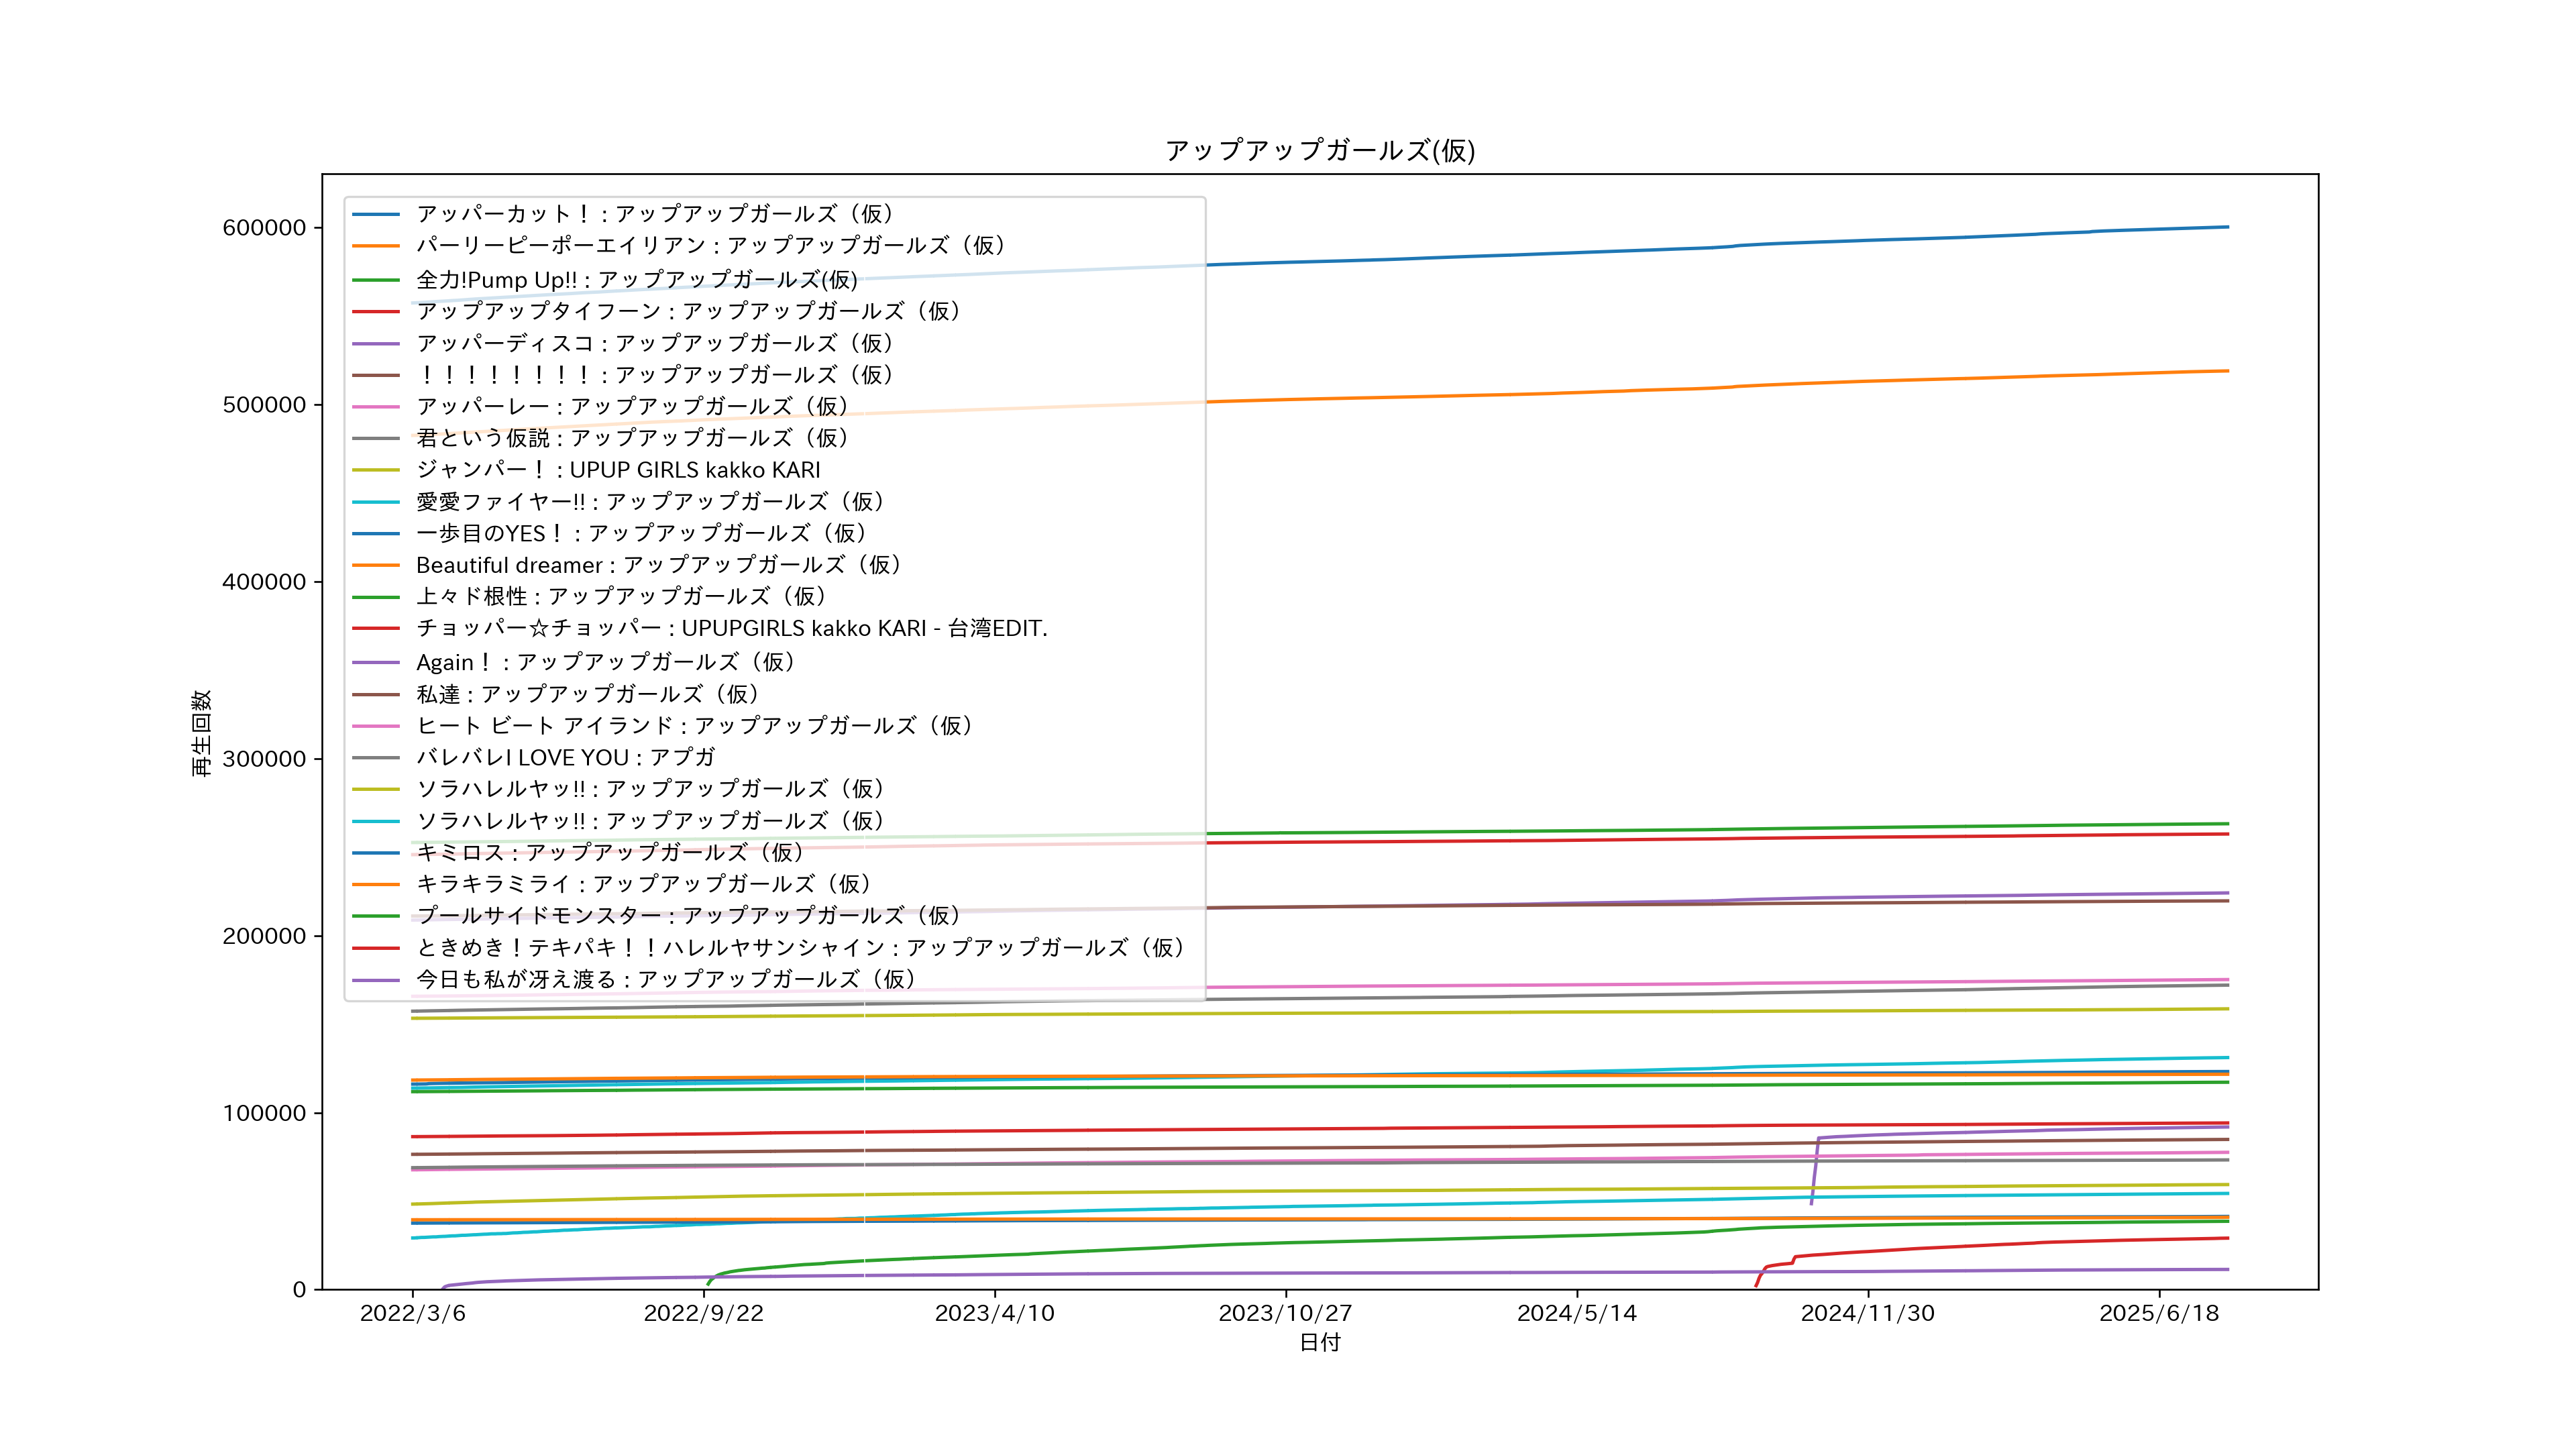 アップアップガールズ(仮)
アッパーカット！ : アップアップガールズ（仮）
パーリーピーポーエイリアン : アップアップガールズ（仮）
全力!Pump Up!! : アップアップガールズ(仮)
アップアップタイフーン : アップアップガールズ（仮）
アッパーディスコ : アップアップガールズ（仮）
！！！！！！！！ : アップアップガールズ（仮）
アッパーレー : アップアップガールズ（仮）
君という仮説 : アップアップガールズ（仮）
ジャンパー！ : UPUP GIRLS kakko KARI
愛愛ファイヤー!! : アップアップガールズ（仮）
一歩目のYES！ : アップアップガールズ（仮）
Beautiful dreamer : アップアップガールズ（仮）
上々ド根性 : アップアップガールズ（仮）
チョッパー☆チョッパー : UPUPGIRLS kakko KARI - 台湾EDIT.
Again！ : アップアップガールズ（仮）
私達 : アップアップガールズ（仮）
ヒート ビート アイランド : アップアップガールズ（仮）
バレバレI LOVE YOU : アプガ
ソラハレルヤッ!! : アップアップガールズ（仮）
ソラハレルヤッ!! : アップアップガールズ（仮）
キミロス : アップアップガールズ（仮）
キラキラミライ : アップアップガールズ（仮）
プールサイドモンスター : アップアップガールズ（仮）
ときめき！テキパキ！！ハレルヤサンシャイン : アップアップガールズ（仮）
今日も私が冴え渡る : アップアップガールズ（仮）
600000
500000
400000
300000
200000
100000
0
再生回数
2022/3/6
2022/9/22
2023/4/10
2023/10/27
2024/5/14
2024/11/30
2025/6/18
日付